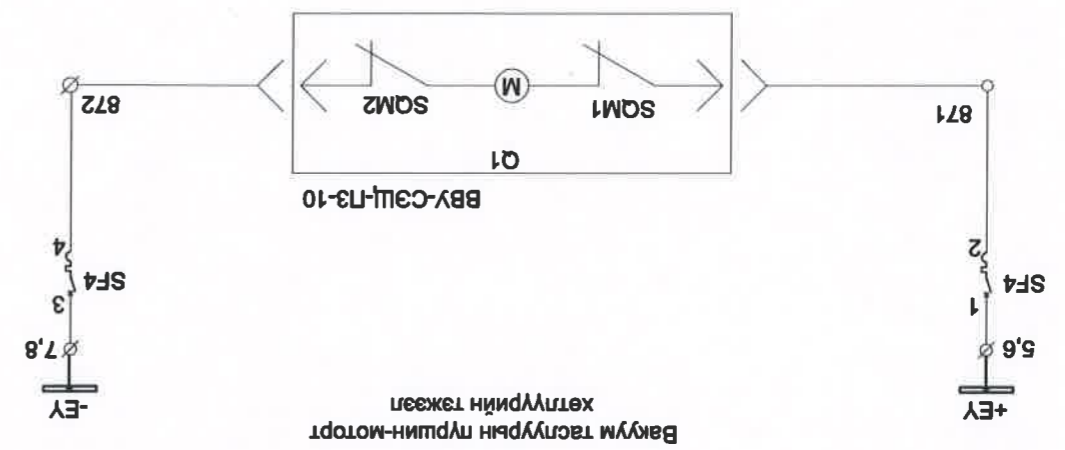 Вакуум таслуурын пүршин-моторт
хөтлүүрийн тэжээл
+EY
-EY
5,6
7,8
1
3
SF4
SF4
2
4
ВВУ-СЭЩ-П3-10
Q1
871
SQM1
SQM2
872
M